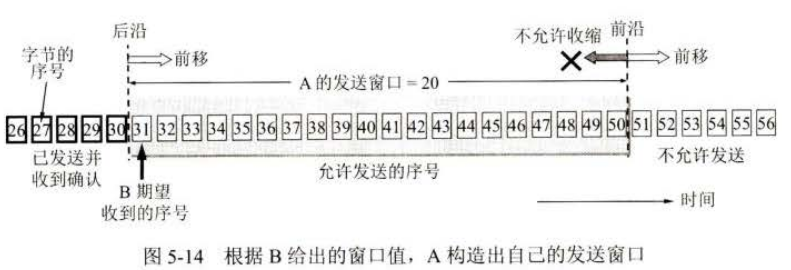 后沿
前沿
不允许收缩
字节的
序号
前移
前移
A 的发送窗口 = 20
26 27 28 29 30 31 32 33 34 35 36 37 38 39 40 41 42 43 44 45 46 47 48 49 50 51 52 53 54 55 56
已发送并
收到确认
允许发送的序号
不允许发送
B 期望
收到的序号
时间
图 5-14 根据 B 给出的窗口值，A 构造出自己的发送窗口